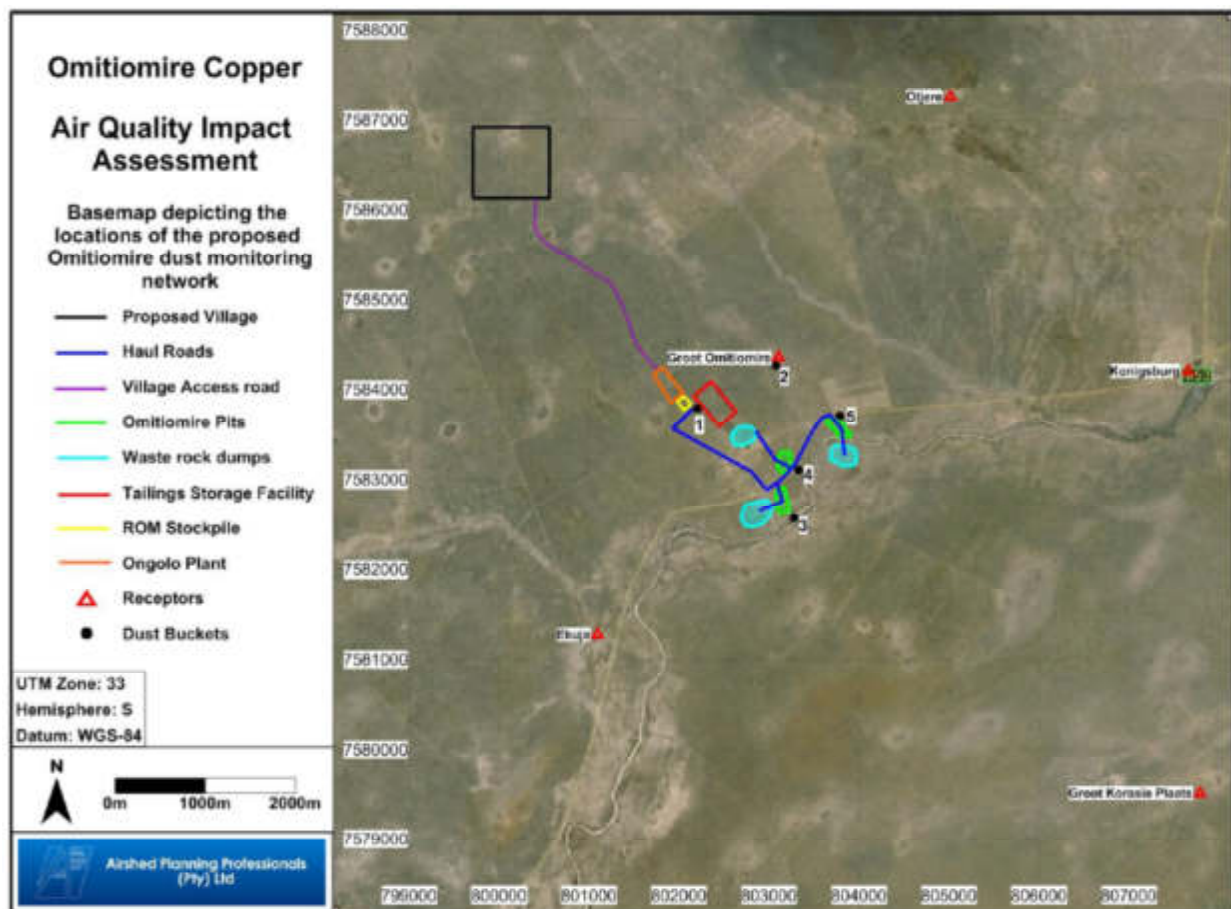 Omitiomire Copper
Air Quality Impact
Assessment
Basemap depicting the
locations of the proposed
Omitiomire dust monitoring
network
Proposed Village
Haul Roads
Village Access road
Omitiomire Pits
Waste rock dumps
Tailings Storage Facility
ROM Stockpile
Ongolo Plant
Receptors
Dust Buckets
UTM Zone: 33
Hemisphere: S
Datum: WGS-84
N
0m 1000m 2000m
Airshed Planning Professionals
(Pty) Ltd
7588000
Otjere
7587000
7586000
7585000
Groot Omitiomire
2
Konigsburg
7584000
1
5
4
7583000
3
7582000
Ekuja
7581000
7580000
Groot Korasie Plaats
7579000
799000 800000 801000 802000 803000 804000 805000 806000 807000